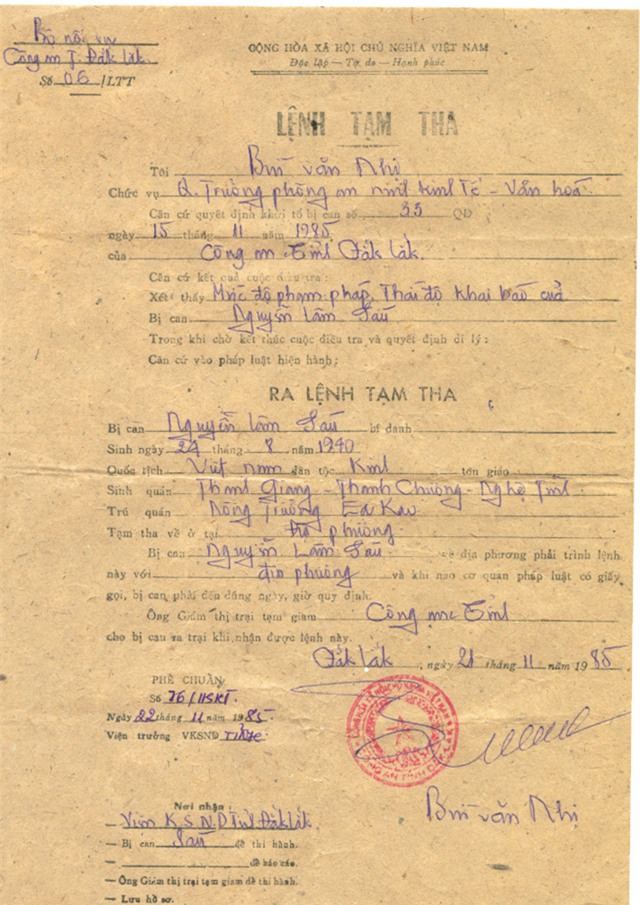 Bộ nội vụ
Công an T. Đắk Lắk.
Số 06 /LTT
CỘNG HÒA XÃ HỘI CHỦ NGHĨA VIỆT NAM
Độc lập — Tự do — Hạnh phúc
LỆNH TẠM THA
Tôi Bùi văn Nhị
Chức vụ Q. Trưởng phòng an ninh kinh tế - Văn hoá.
Căn cứ quyết định khởi tố bị can số 35 QĐ
ngày 15 tháng 11 năm 1985
của Công an Tỉnh Đắk Lắk.
Căn cứ kết quả cuộc điều tra:
Xét thấy Mức độ phạm pháp, Thái độ khai báo của
Bị can Nguyễn Lâm Sáu
Trong khi chờ kết thúc cuộc điều tra và quyết định di lý:
Căn cứ vào pháp luật hiện hành;
RA LỆNH TẠM THA
Bị can Nguyễn Lâm Sáu bí danh
Sinh ngày 24 tháng 8 năm 1940
Quốc tịch Việt nam dân tộc Kinh tôn giáo
Sinh quán Thanh Giang - Thanh Chương - Nghệ Tĩnh
Trú quán Nông Trường Ea Kao
Tạm tha về ở tại Địa phương
Bị can Nguyễn Lâm Sáu về địa phương phải trình lệnh
này với địa phương và khi nào cơ quan pháp luật có giấy
gọi, bị can phải đến đúng ngày, giờ quy định.
Ông Giám thị trại tạm giam Công an Tỉnh
cho bị can ra trại khi nhận được lệnh này.
Đắk Lắk, ngày 21 tháng 11 năm 1985
PHÊ CHUẨN
Số 76/
Ngày 22 tháng 11 năm 1985
Viện trưởng VKSND
Bùi văn Nhị
Nơi nhận:
— Viện K.S.N.D Tỉnh Đắk Lắk.
— Bị can Sáu để thi hành.
— để báo cáo.
— Ông Giám thị trại tạm giam để thi hành.
— Lưu hồ sơ.